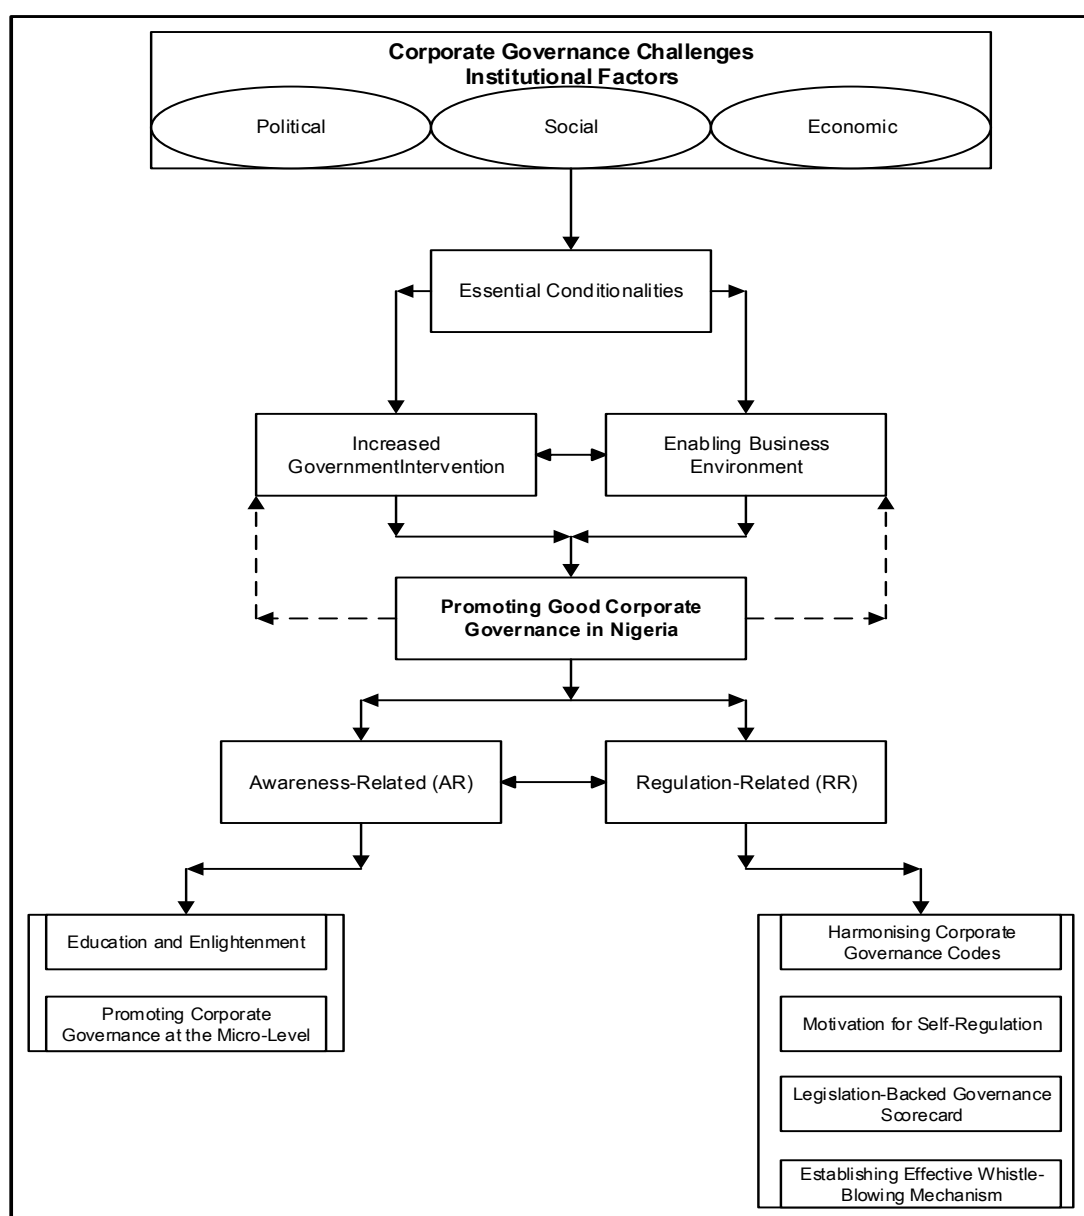 Corporate Governance Challenges
Institutional Factors
Political
Social
Economic
Essential Conditionalities
Increased
GovernmentIntervention
Enabling Business
Environment
Promoting Good Corporate
Governance in Nigeria
Awareness-Related (AR)
Regulation-Related (RR)
Education and Enlightenment
Promoting Corporate
Governance at the Micro-Level
Harmonising Corporate
Governance Codes
Motivation for Self-Regulation
Legislation-Backed Governance
Scorecard
Establishing Effective Whistle-
Blowing Mechanism